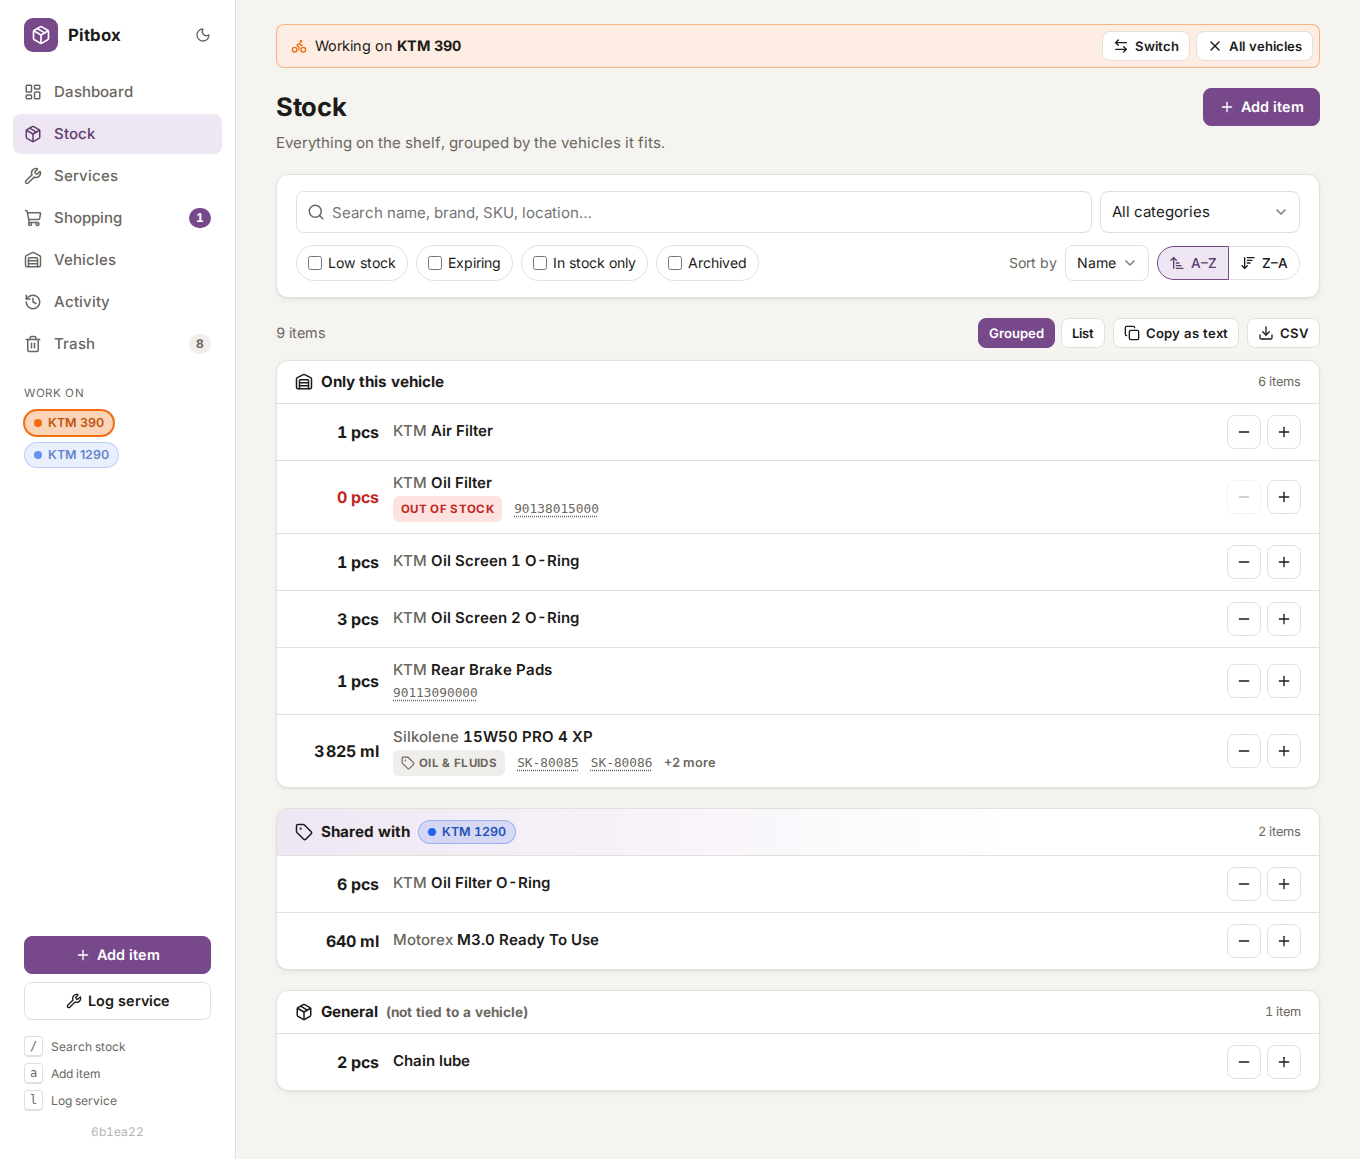 Pitbox
Dashboard
Stock
Services
Shopping 1
Vehicles
Activity
Trash 8
WORK ON
KTM 390
KTM 1290
Add item
Log service
/ Search stock
a Add item
l Log service
6b1ea22
Working on KTM 390
Switch
All vehicles
Stock
Add item
Everything on the shelf, grouped by the vehicles it fits.
Search name, brand, SKU, location...
All categories
Low stock
Expiring
In stock only
Archived
Sort by
Name
A–Z
Z–A
9 items
Grouped
List
Copy as text
CSV
Only this vehicle 6 items
1 pcs KTM Air Filter
0 pcs KTM Oil Filter
OUT OF STOCK 90138015000
1 pcs KTM Oil Screen 1 O-Ring
3 pcs KTM Oil Screen 2 O-Ring
1 pcs KTM Rear Brake Pads
90113090000
3 825 ml Silkolene 15W50 PRO 4 XP
OIL & FLUIDS SK-80085 SK-80086 +2 more
Shared with KTM 1290 2 items
6 pcs KTM Oil Filter O-Ring
640 ml Motorex M3.0 Ready To Use
General (not tied to a vehicle) 1 item
2 pcs Chain lube